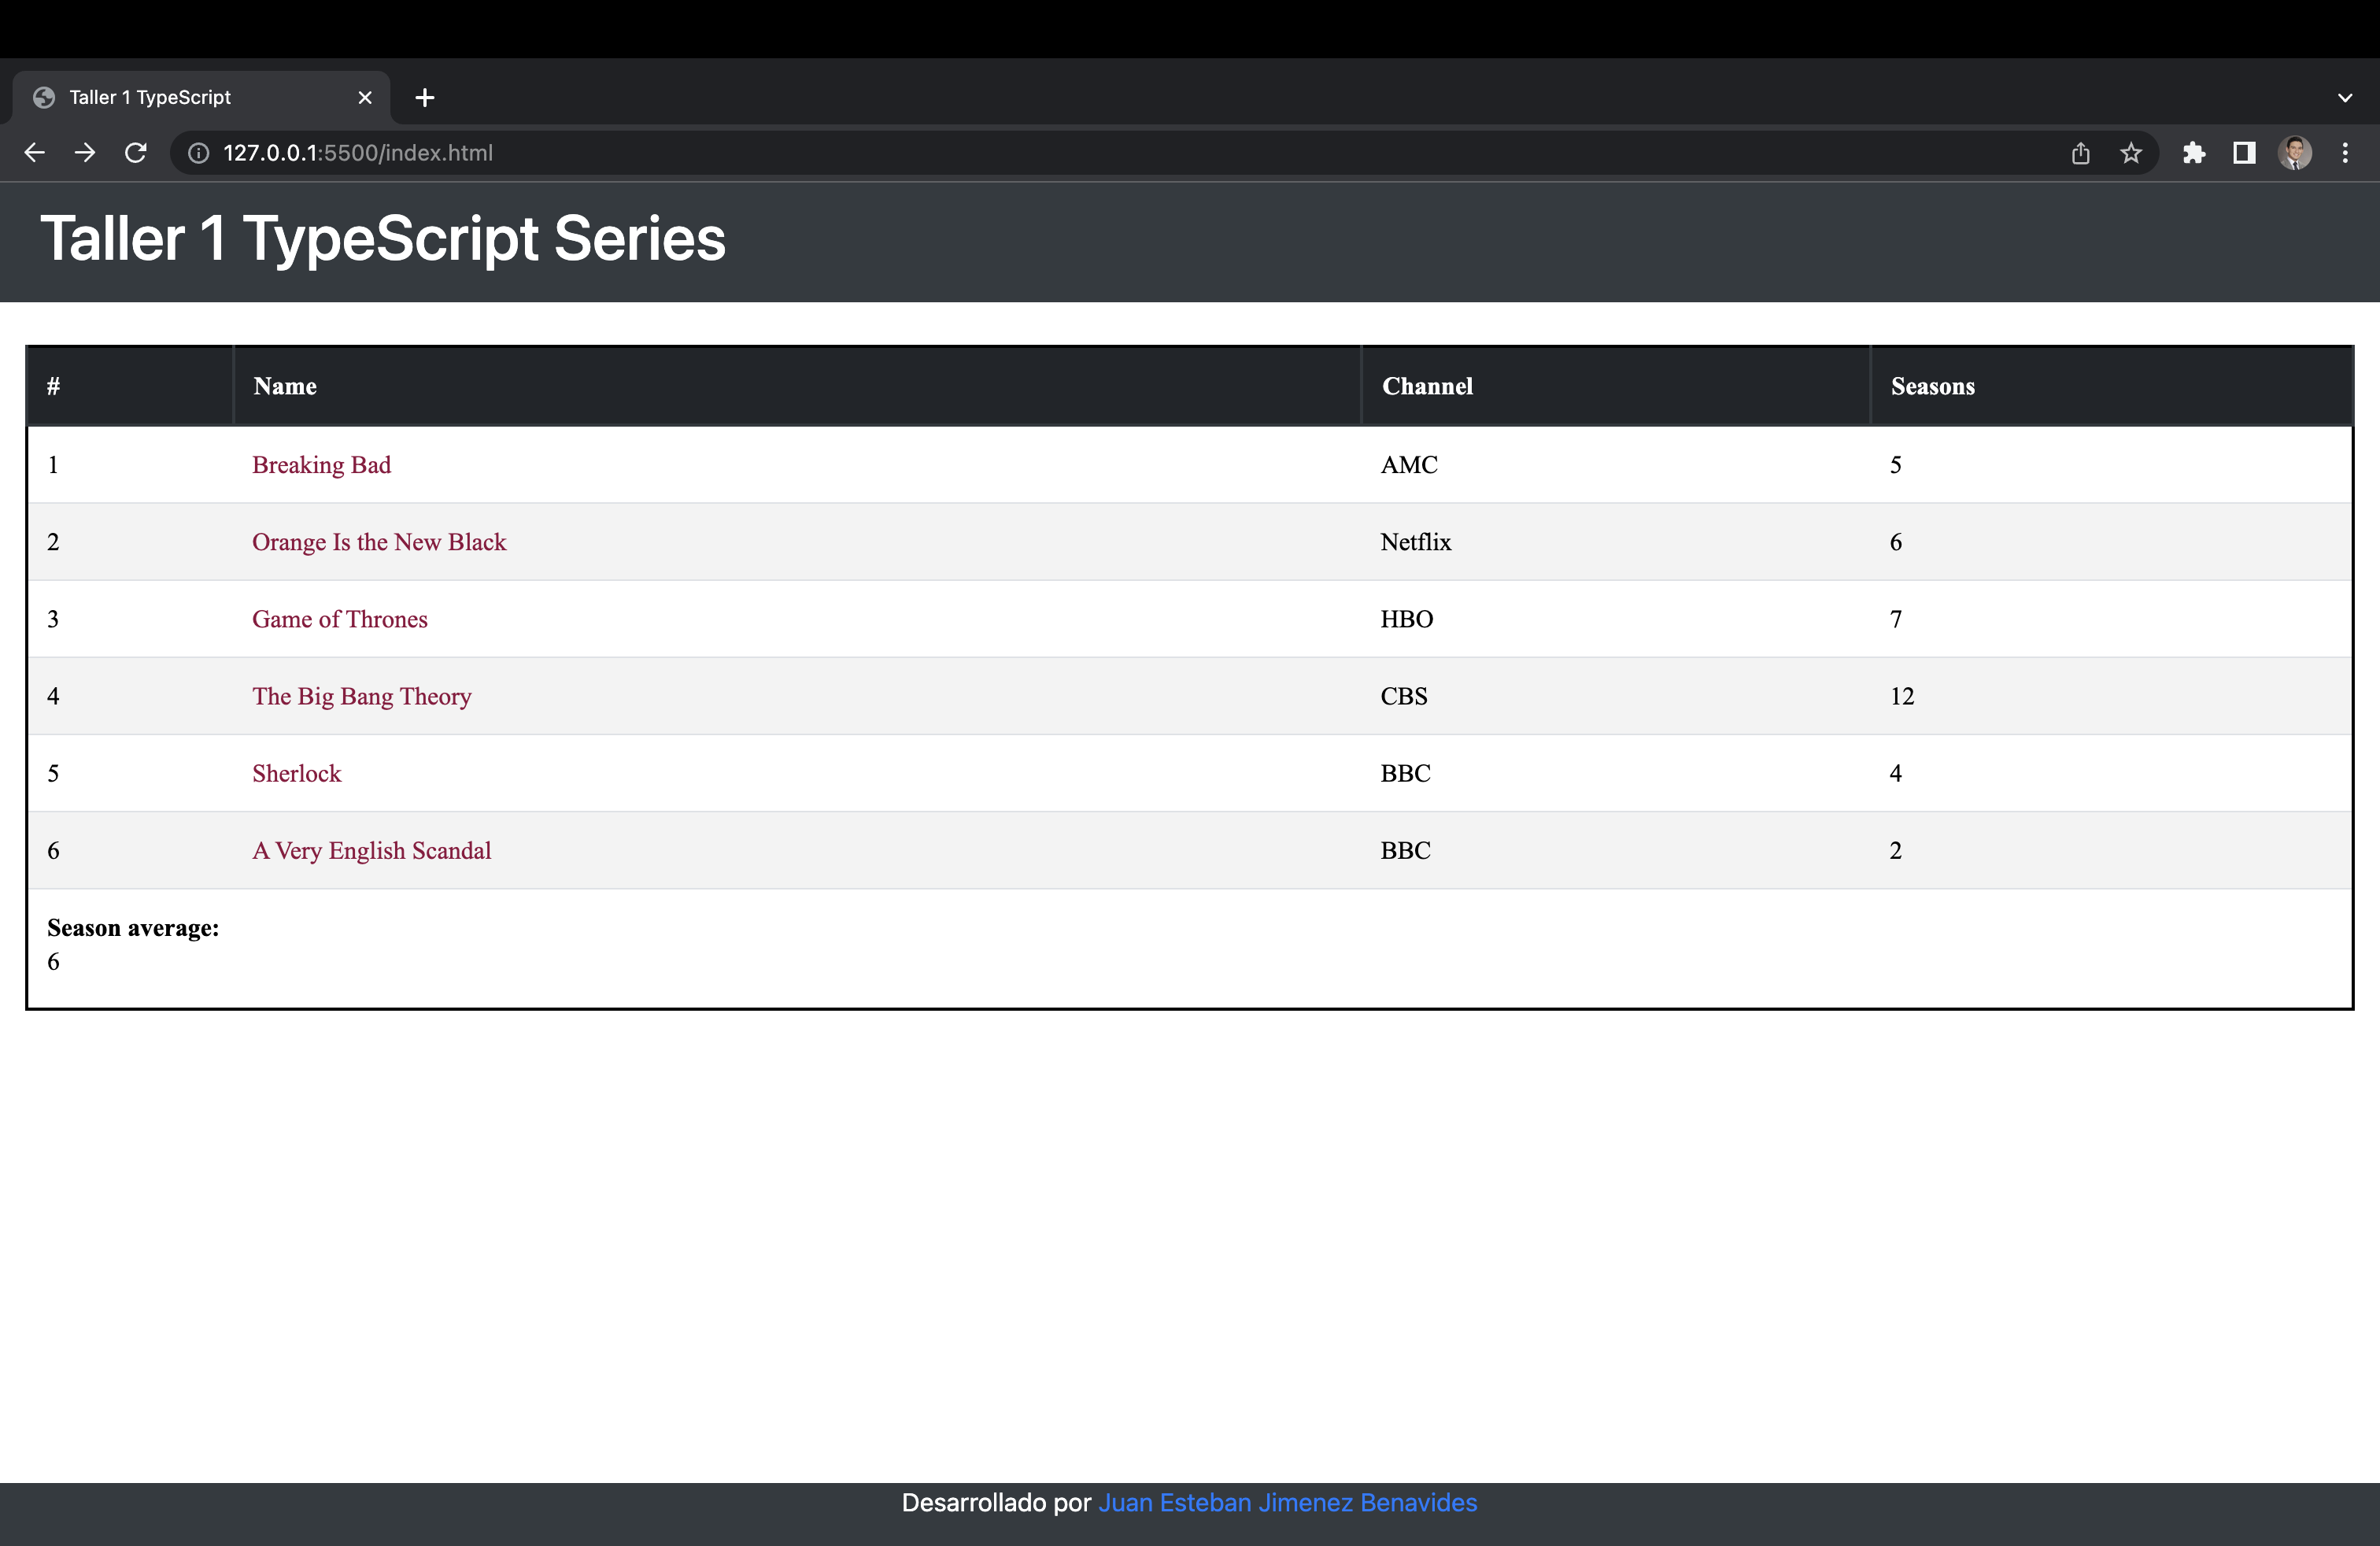 Taller 1 TypeScript
127.0.0.1:5500/index.html
Taller 1 TypeScript Series
# Name Channel Seasons
1 Breaking Bad AMC 5
2 Orange Is the New Black Netflix 6
3 Game of Thrones HBO 7
4 The Big Bang Theory CBS 12
5 Sherlock BBC 4
6 A Very English Scandal BBC 2
Season average:
6
Desarrollado por Juan Esteban Jimenez Benavides